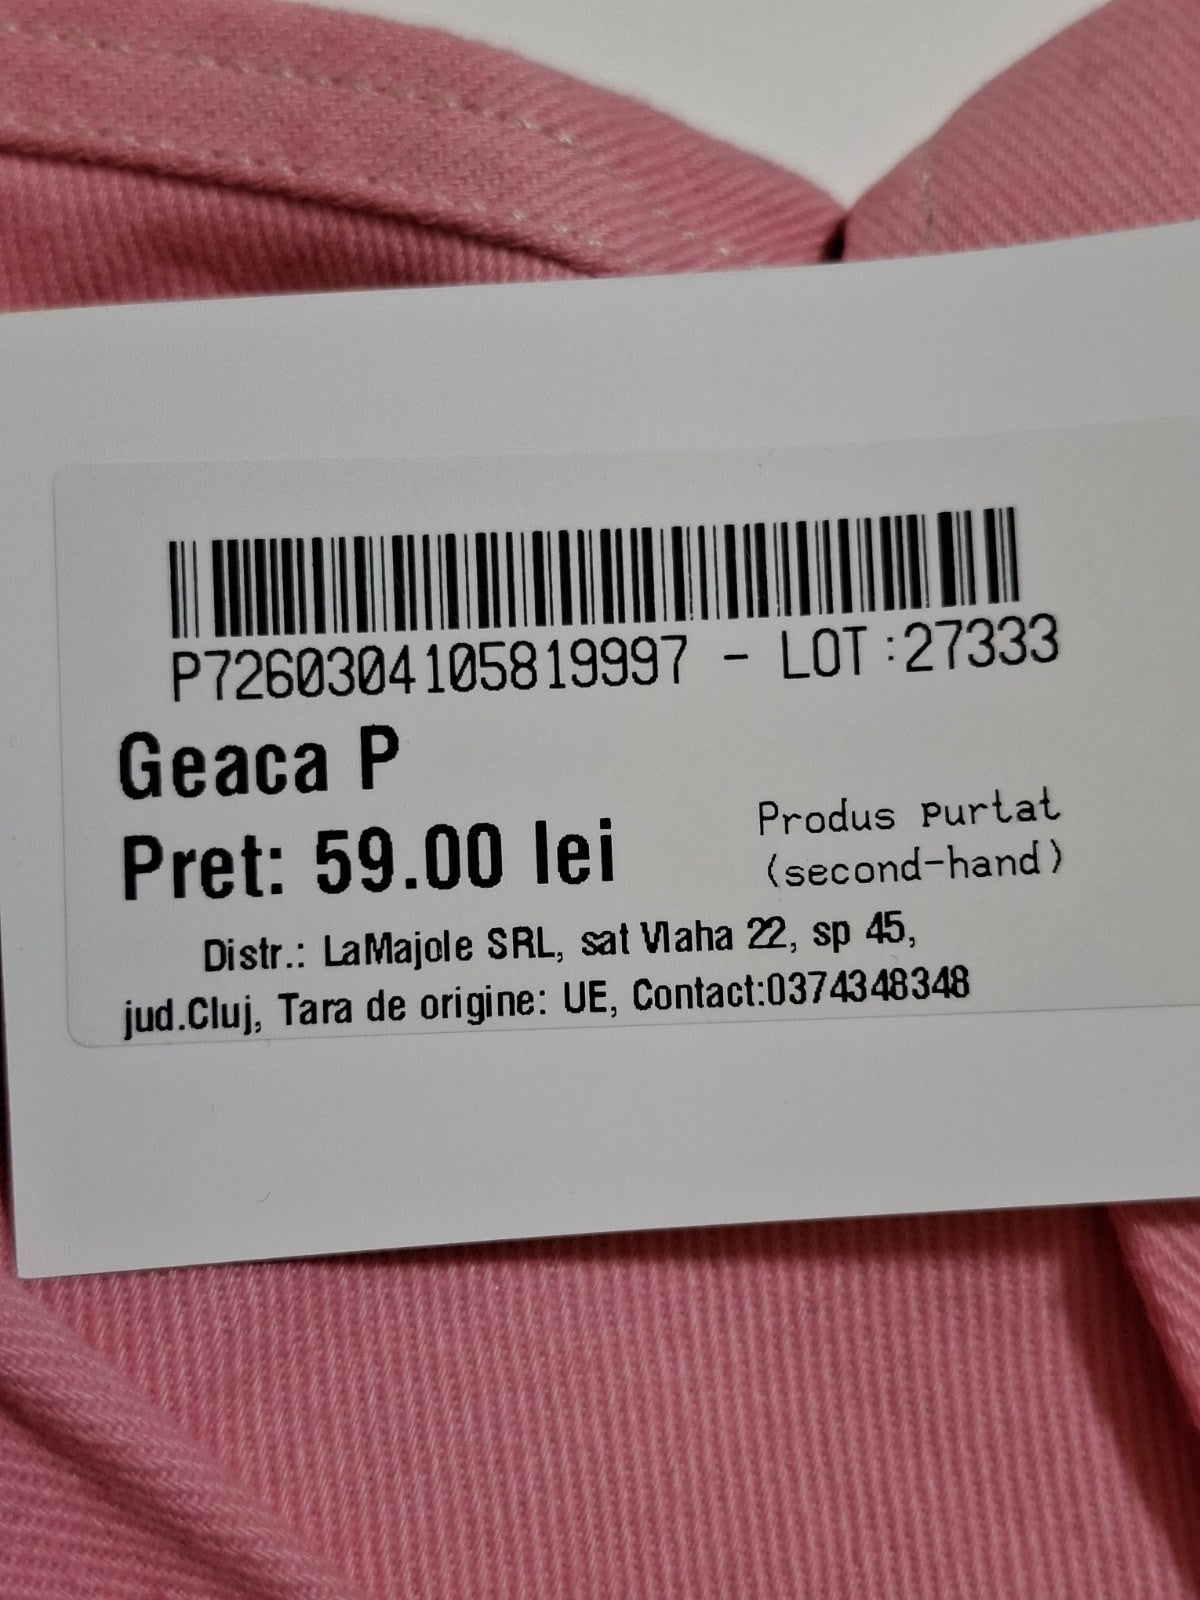 P7260304105819997 - LOT:27333
Geaca P
Pret: 59.00 lei
Produs purtat
(second-hand)
Distr.: LaMajole SRL, sat Vlaha 22, sp 45,
jud.Cluj, Tara de origine: UE, Contact:0374348348